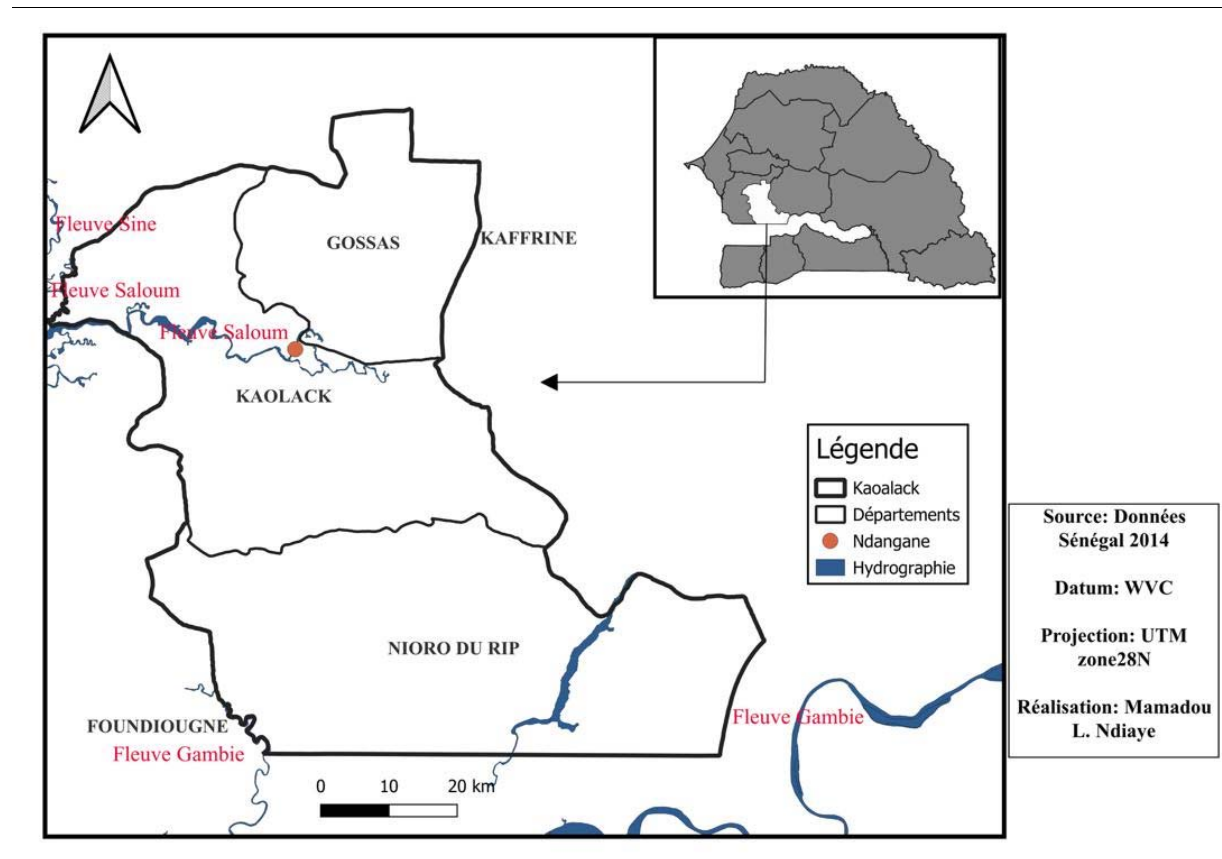 Fleuve Sine
GOSSAS
KAFFRINE
Fleuve Saloum
Fleuve Saloum
KAOLACK
Légende
Kaoalack
Départements
Ndangane
Hydrographie
NIORO DU RIP
FOUNDIOUGNE
Fleuve Gambie
Fleuve Gambie
0 10 20 km
Source: Données
Sénégal 2014
Datum: WVC
Projection: UTM
zone28N
Réalisation: Mamadou
L. Ndiaye